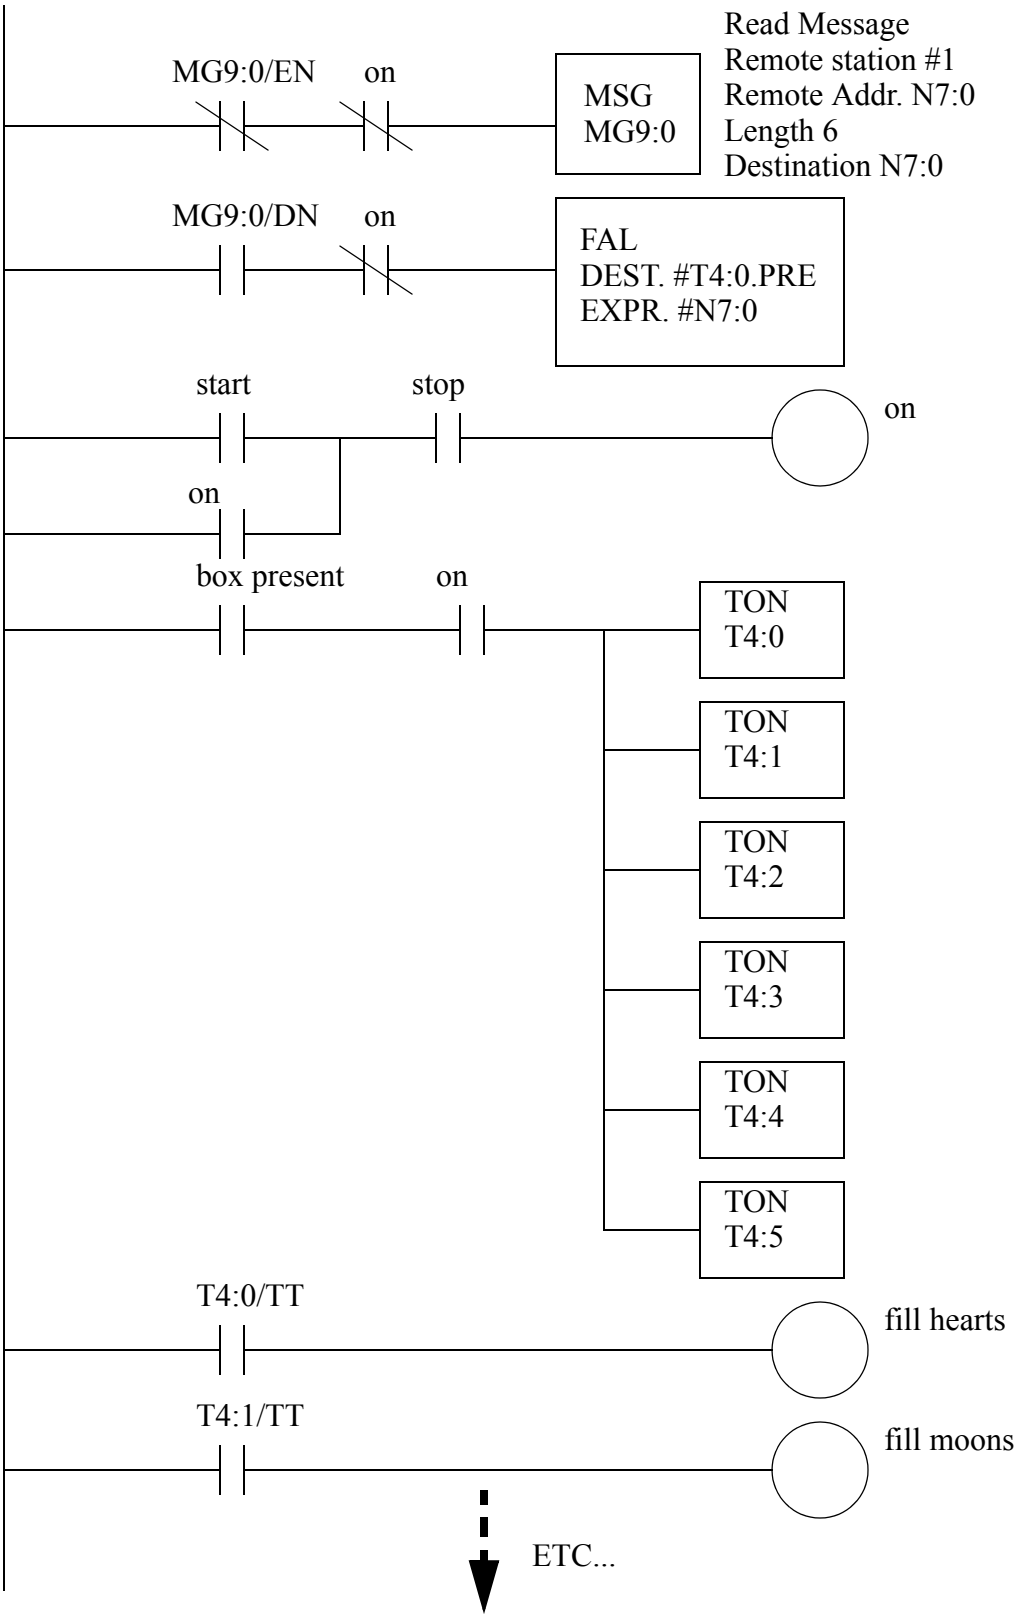 MG9:0/EN
on
MSG
MG9:0
Read Message
Remote station #1
Remote Addr. N7:0
Length 6
Destination N7:0
MG9:0/DN
on
FAL
DEST. #T4:0.PRE
EXPR. #N7:0
start
stop
on
on
box present
on
TON
T4:0
TON
T4:1
TON
T4:2
TON
T4:3
TON
T4:4
TON
T4:5
T4:0/TT
fill hearts
T4:1/TT
fill moons
ETC...